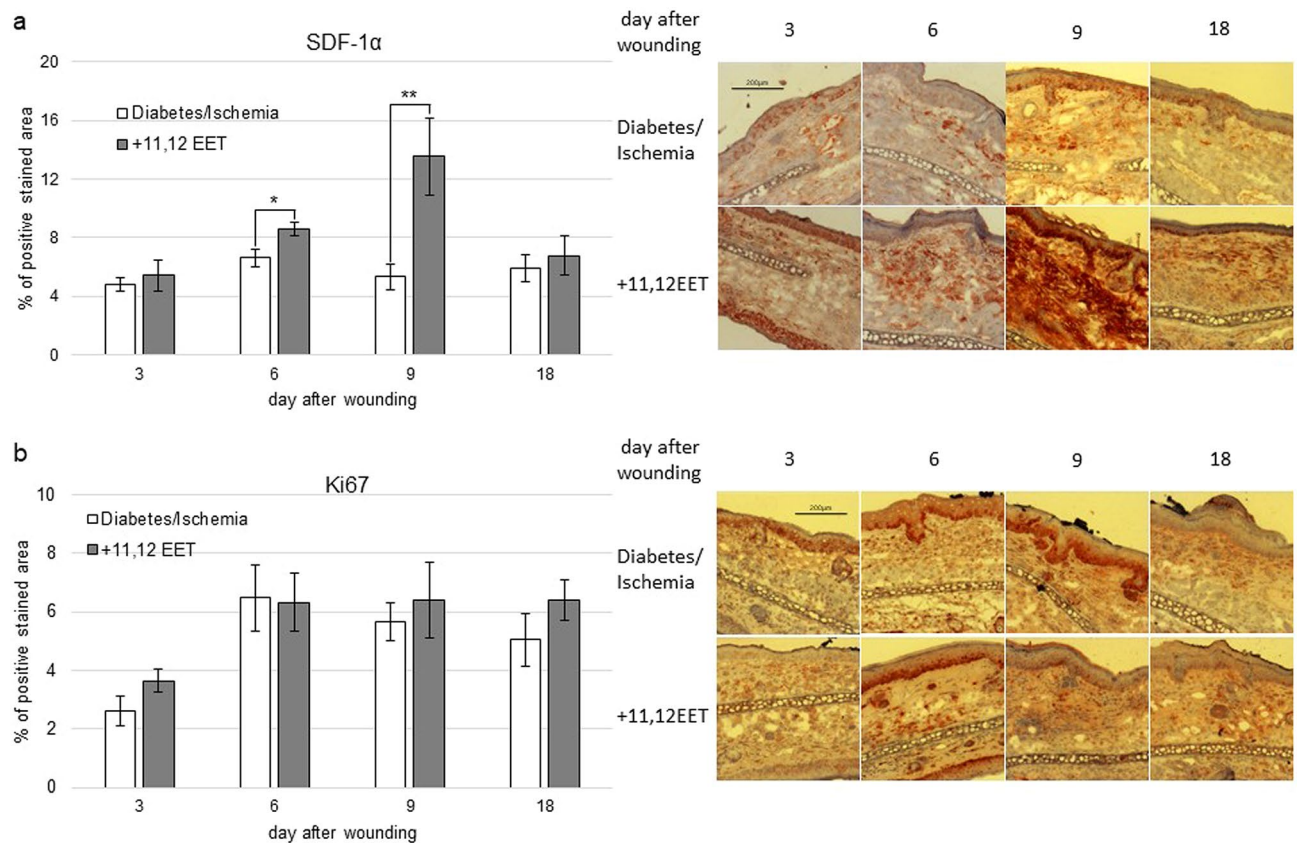 a
SDF-1α
% of positive stained area
20
16
12
8
4
0
Diabetes/Ischemia
+11,12 EET
*
**
3 6 9 18
day after wounding
day after
wounding
3 6 9 18
200µm
Diabetes/
Ischemia
+11,12EET
b
Ki67
% of positive stained area
10
8
6
4
2
0
Diabetes/Ischemia
+11,12 EET
3 6 9 18
day after wounding
day after
wounding
3 6 9 18
200µm
Diabetes/
Ischemia
+11,12EET